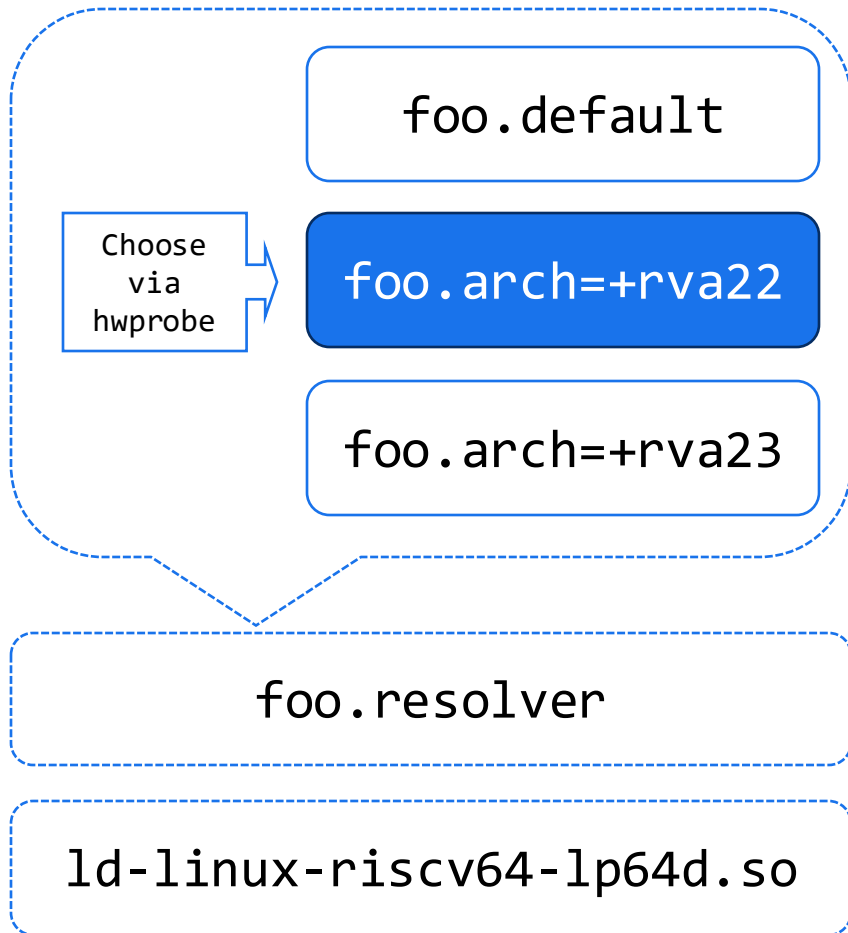 foo.default
Choose
via
hwprobe
foo.arch=+rva22
foo.arch=+rva23
foo.resolver
ld-linux-riscv64-lp64d.so